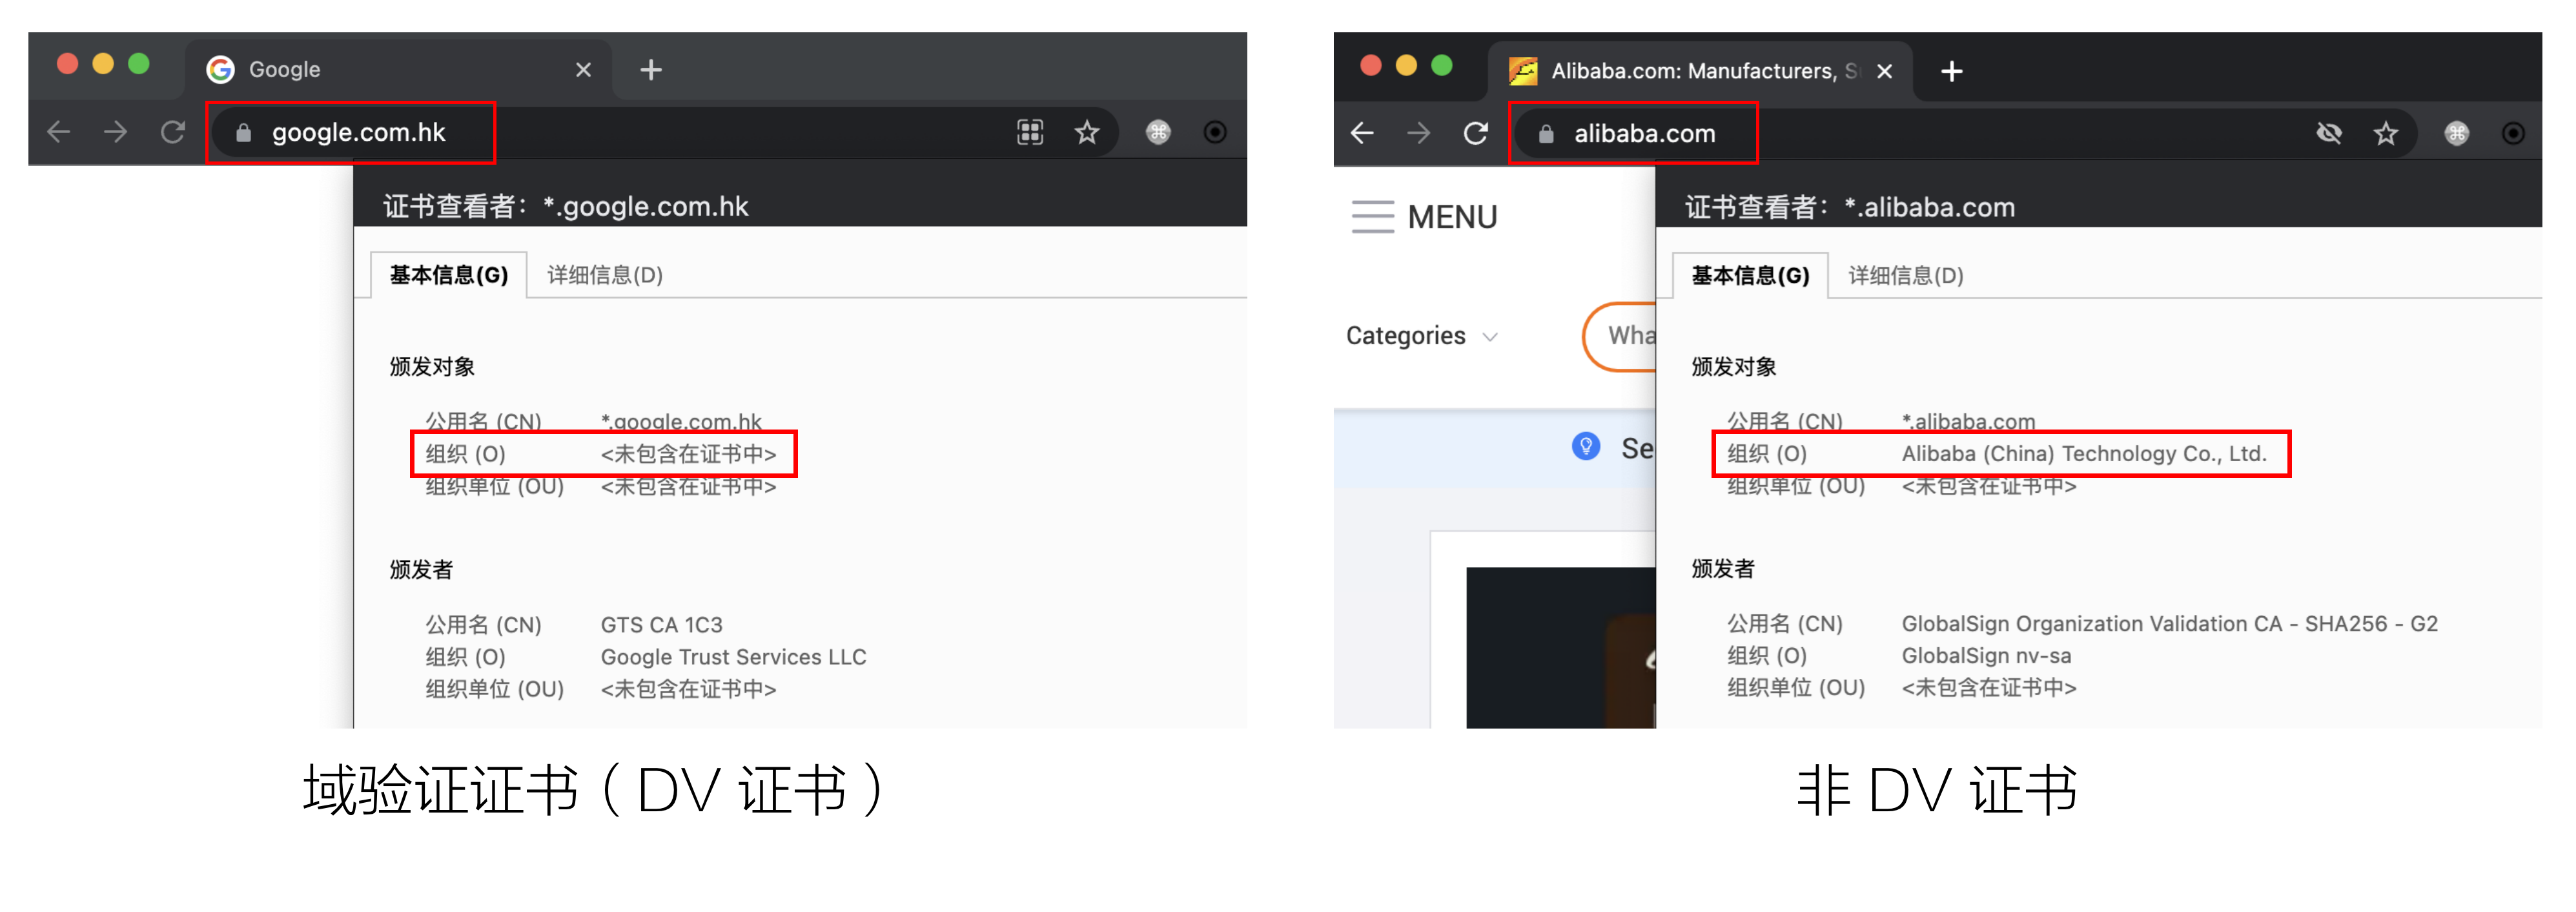 Google
google.com.hk
证书查看者：*.google.com.hk
基本信息(G) 详细信息(D)
颁发对象
公用名 (CN) *.google.com.hk
组织 (O) <未包含在证书中>
组织单位 (OU) <未包含在证书中>
颁发者
公用名 (CN) GTS CA 1C3
组织 (O) Google Trust Services LLC
组织单位 (OU) <未包含在证书中>
域验证证书（DV 证书）
Alibaba.com: Manufacturers, S
alibaba.com
MENU
Categories
Wha
Se
证书查看者：*.alibaba.com
基本信息(G) 详细信息(D)
颁发对象
公用名 (CN) *.alibaba.com
组织 (O) Alibaba (China) Technology Co., Ltd.
组织单位 (OU) <未包含在证书中>
颁发者
公用名 (CN) GlobalSign Organization Validation CA - SHA256 - G2
组织 (O) GlobalSign nv-sa
组织单位 (OU) <未包含在证书中>
非 DV 证书